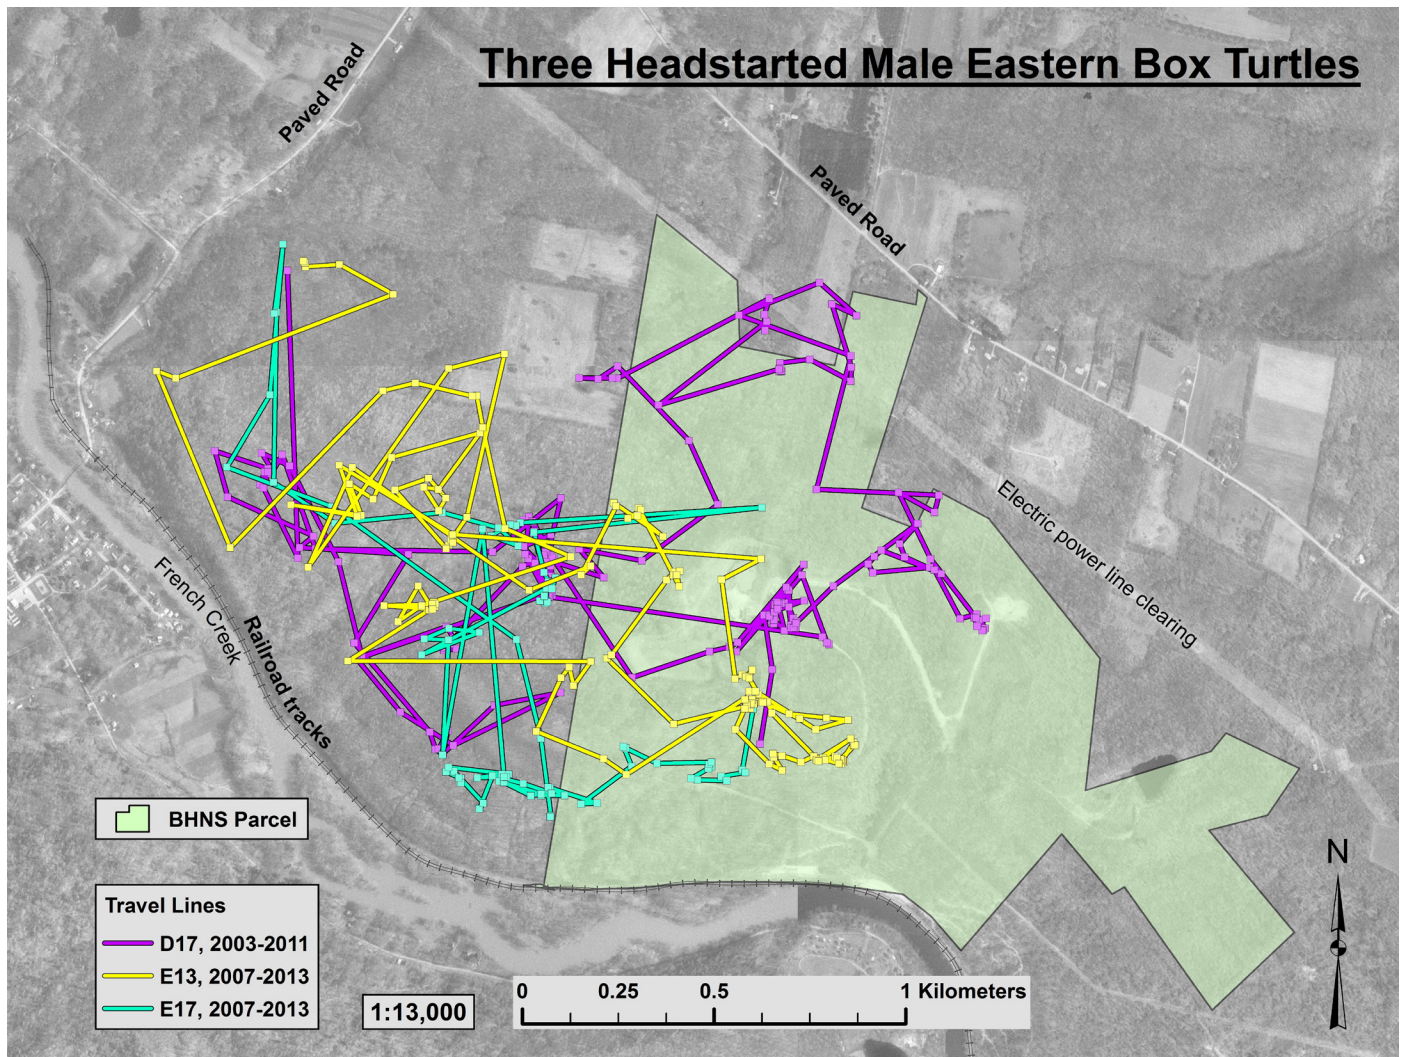 Three Headstarted Male Eastern Box Turtles
Paved Road
Paved Road
Electric power line clearing
French Creek
Railroad tracks
BHNS Parcel
Travel Lines
D17, 2003-2011
E13, 2007-2013
E17, 2007-2013
1:13,000
0 0.25 0.5 1 Kilometers
N